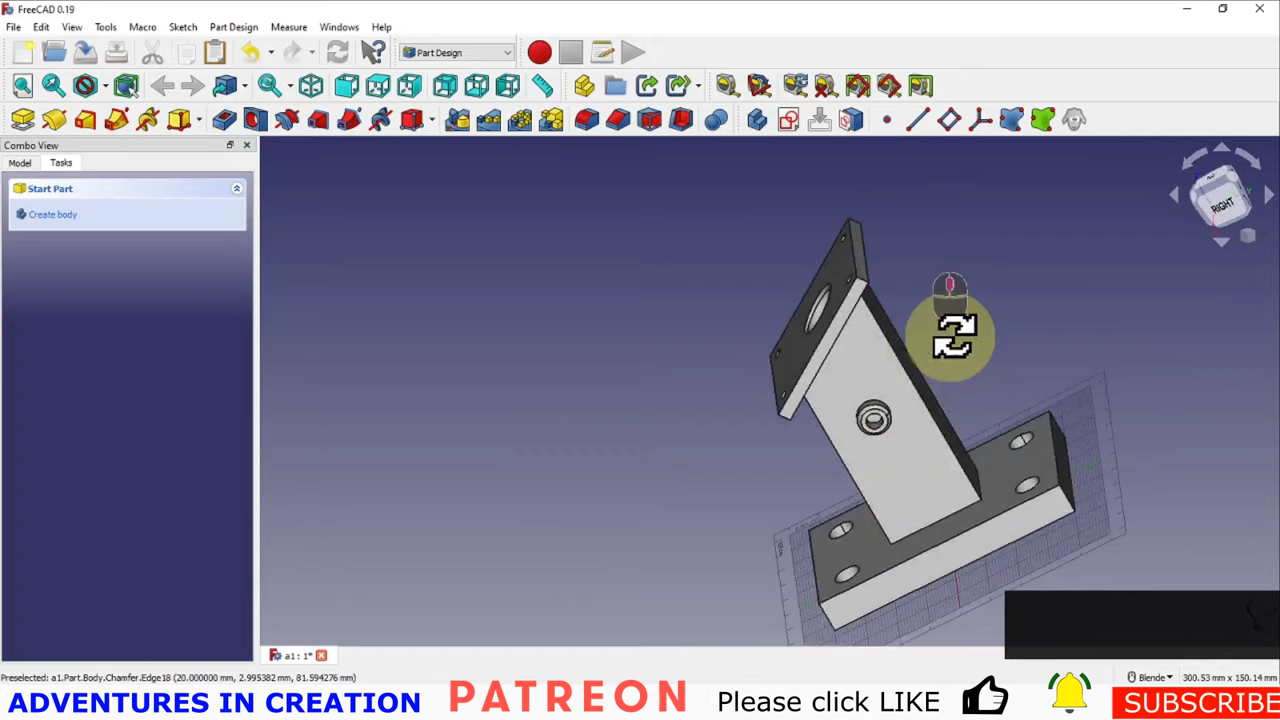 FreeCAD 0.19
File Edit View Tools Macro Sketch Part Design Measure Windows Help
Part Design
Combo View
Model Tasks
Start Part
Create body
RIGHT
a1 : 1*
Preselected: a1.Part.Body.Chamfer.Edge18 (20.000000 mm, 2.995382 mm, 81.594276 mm)
Blende 300.53 mm x 150.14 mm
ADVENTURES IN CREATION PATREON Please click LIKE SUBSCRIBE